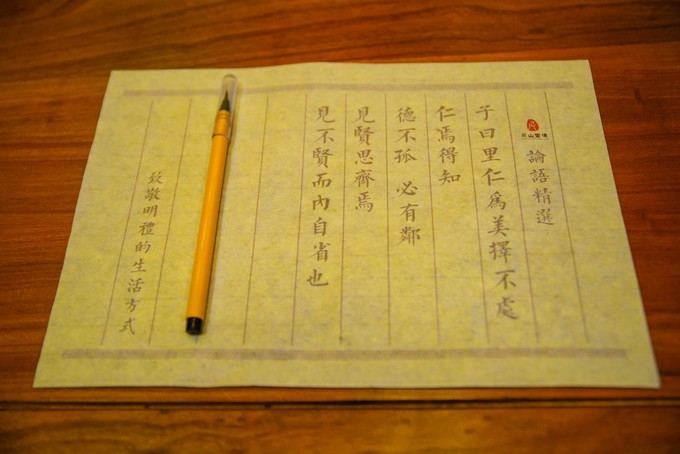 論語精選
子曰里仁爲美擇不處
仁焉得知
德不孤 必有鄰
見賢思齊焉
見不賢而內自省也
致敬明禮的生活方式